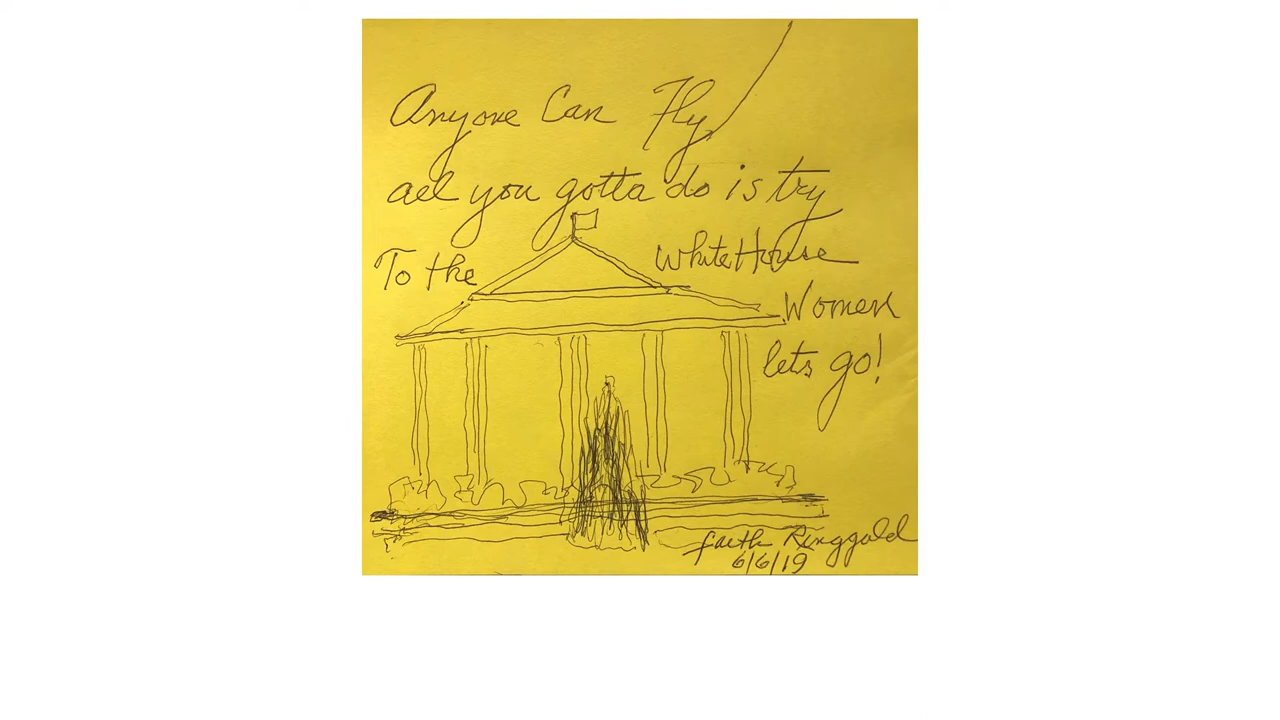 Anyone Can Fly
all you gotta do is try
To the White House
Women
lets go!
Faith Ringgold
6/6/19